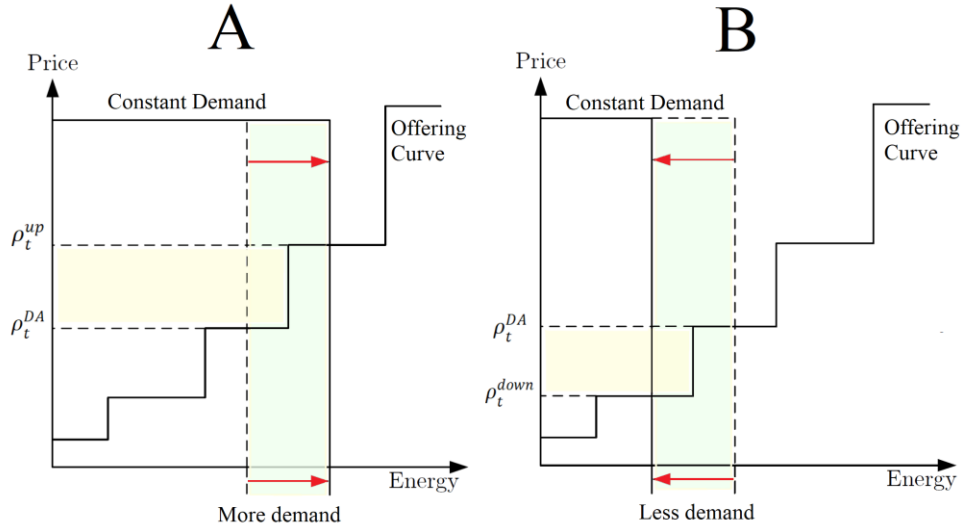 A
B
Price
Constant Demand
Offering
Curve
ρ_t^{up}
ρ_t^{DA}
Energy
More demand
Price
Constant Demand
Offering
Curve
ρ_t^{DA}
ρ_t^{down}
Energy
Less demand